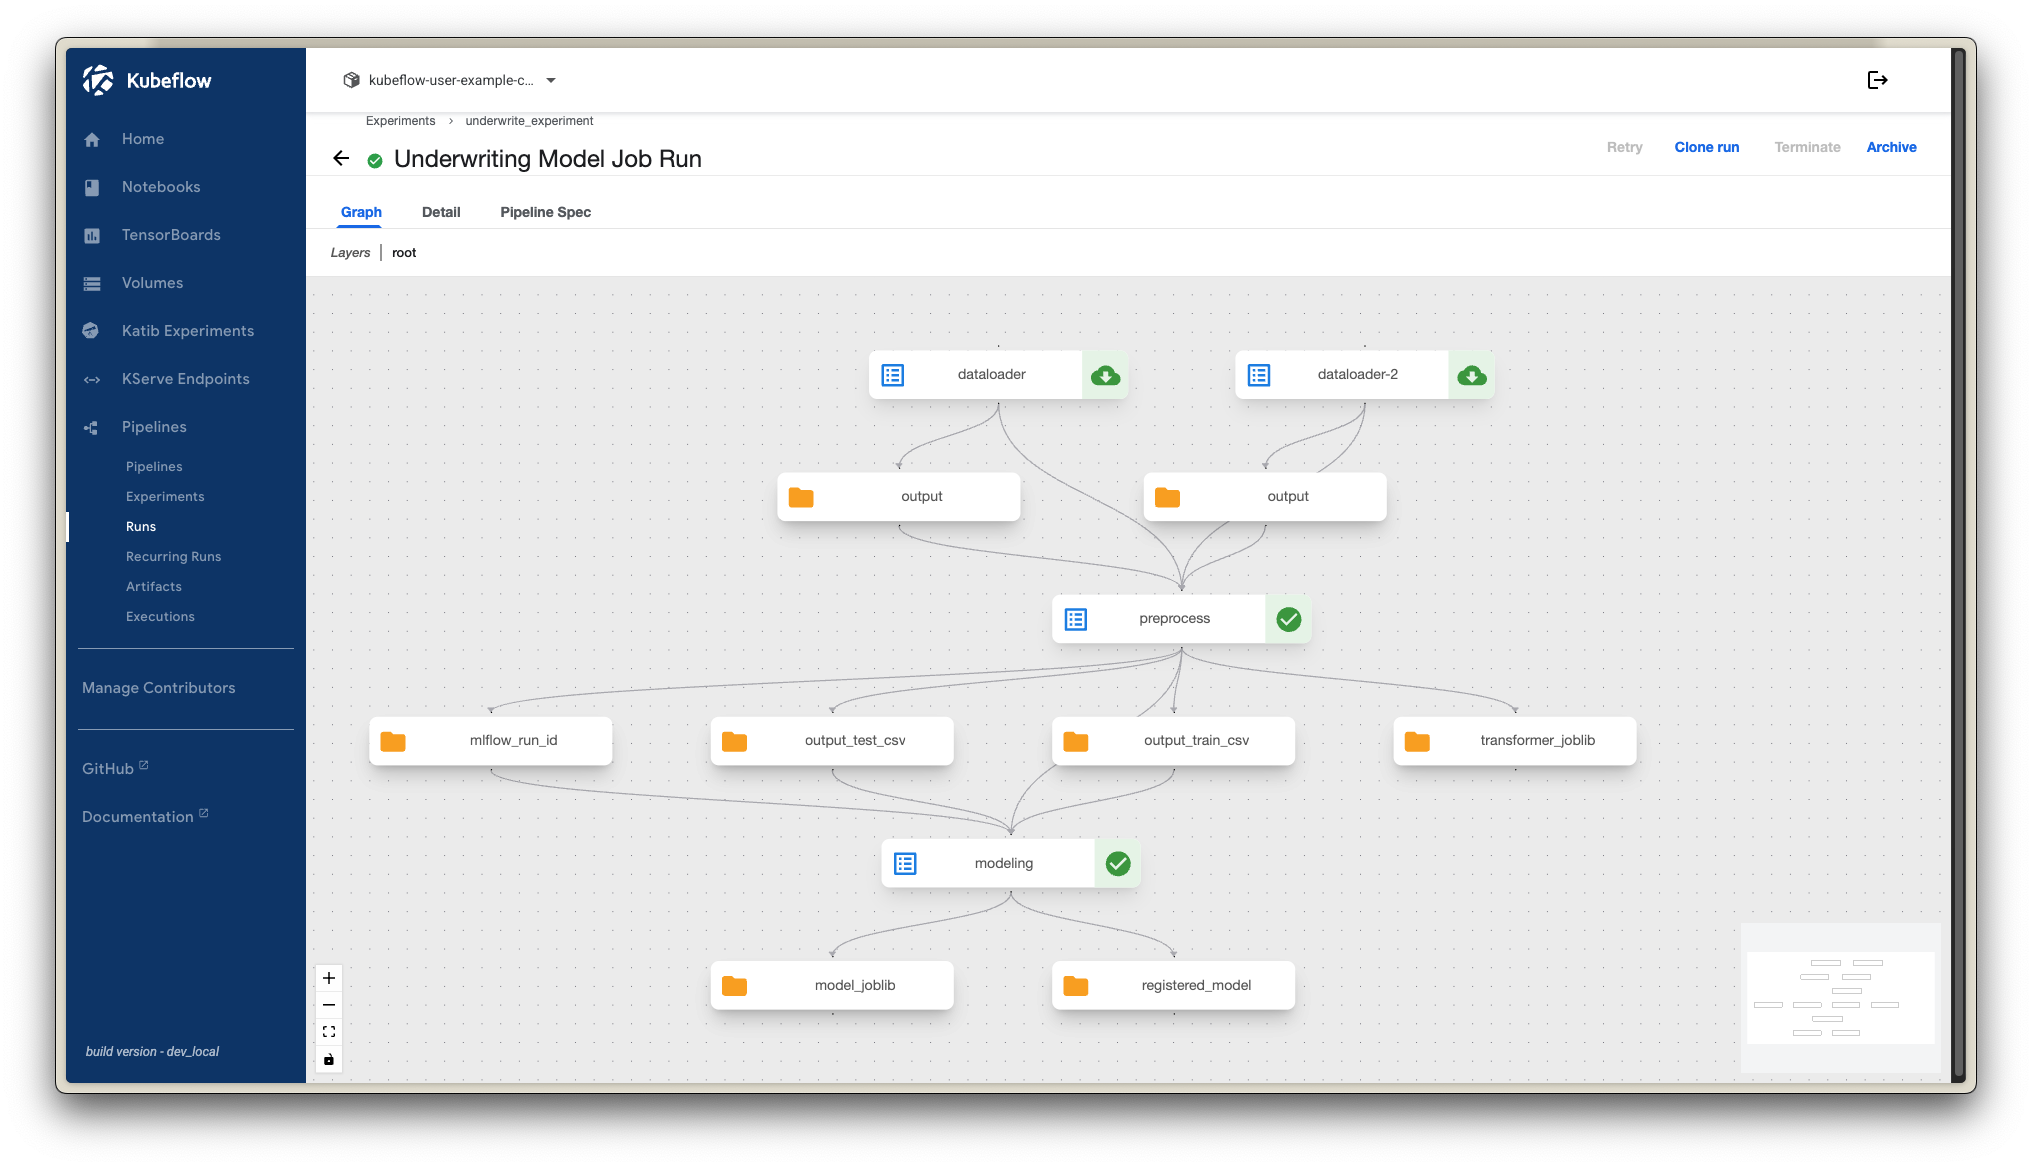 Kubeflow
Home
Notebooks
TensorBoards
Volumes
Katib Experiments
KServe Endpoints
Pipelines
Pipelines
Experiments
Runs
Recurring Runs
Artifacts
Executions
Manage Contributors
GitHub
Documentation
build version - dev_local
kubeflow-user-example-c...
Experiments > underwrite_experiment
Underwriting Model Job Run
Retry Clone run Terminate Archive
Graph Detail Pipeline Spec
Layers | root
dataloader dataloader-2
output output
preprocess
mlflow_run_id output_test_csv output_train_csv transformer_joblib
modeling
model_joblib registered_model